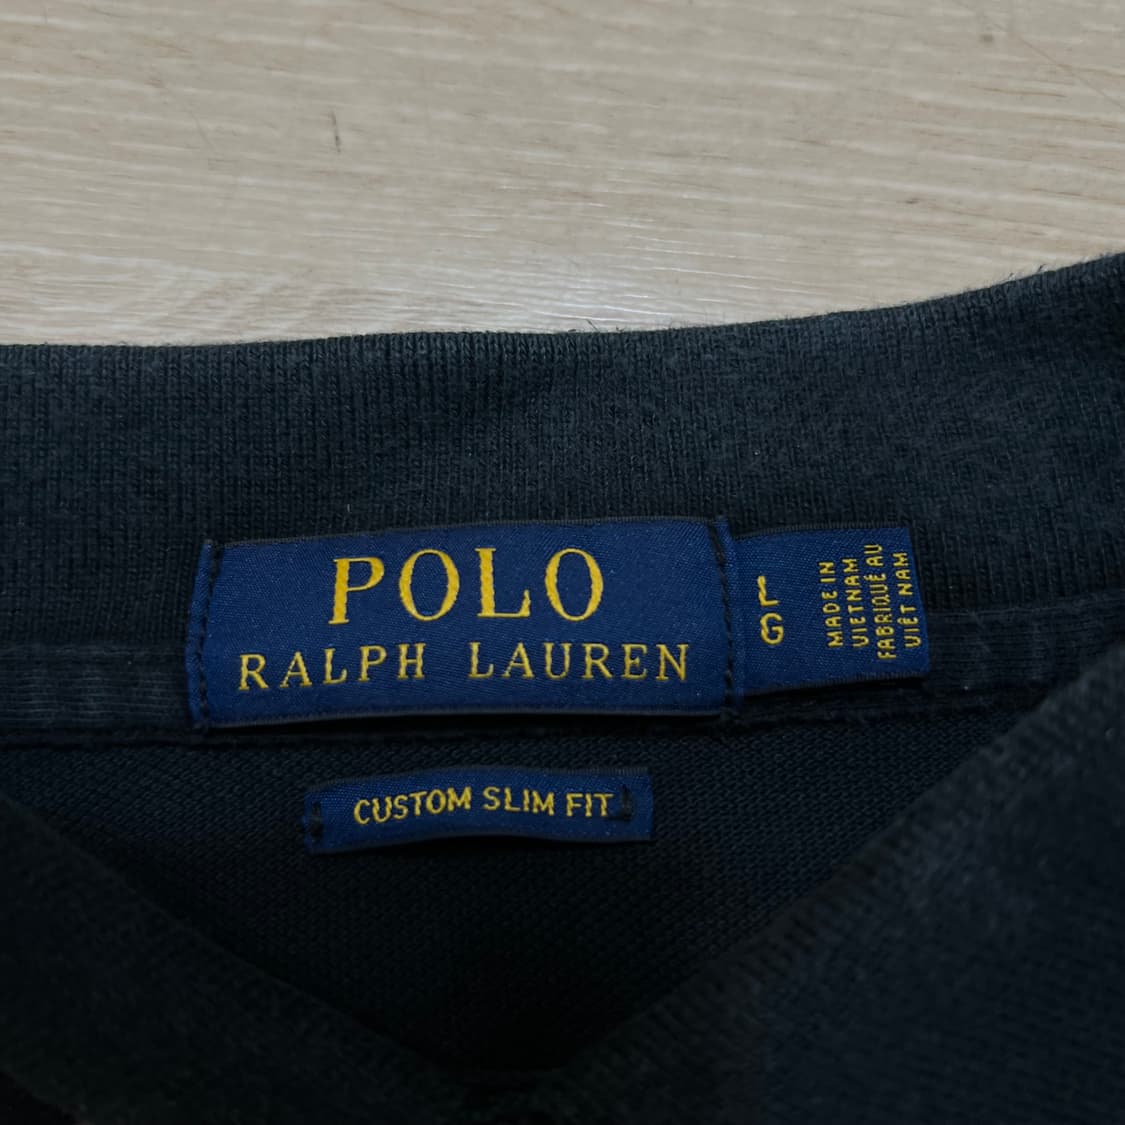 POLO
RALPH LAUREN
L
G
MADE IN
VIETNAM
FABRIQUÉ AU
VIÊT NAM
CUSTOM SLIM FIT